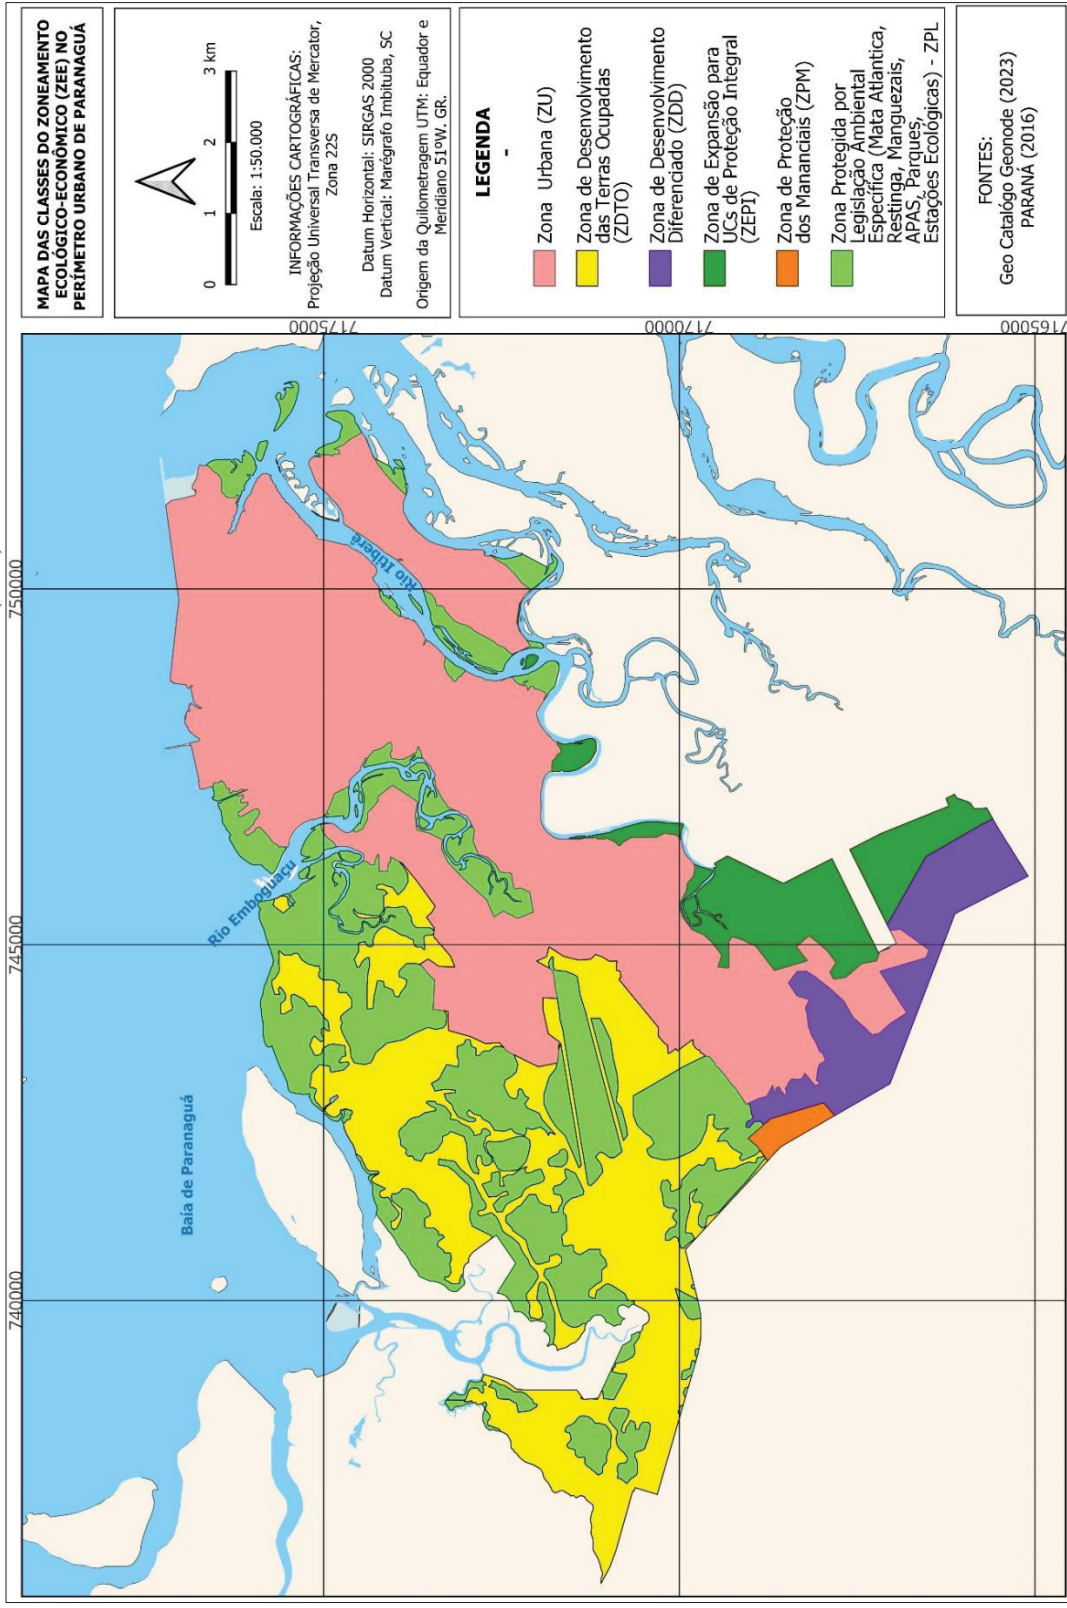 MAPA DAS CLASSES DO ZONEAMENTO
ECOLÓGICO-ECONÔMICO (ZEE) NO
PERÍMETRO URBANO DE PARANAGUÁ
0 1 2 3 km
Escala: 1:50.000
INFORMAÇÕES CARTOGRÁFICAS:
Projeção Universal Transversa de Mercator,
Zona 22S
Datum Horizontal: SIRGAS 2000
Datum Vertical: Marégrafo Imbituba, SC
Origem da Quilometragem UTM: Equador e
Meridiano 51ºW. GR.
LEGENDA
-
Zona Urbana (ZU)
Zona de Desenvolvimento
das Terras Ocupadas
(ZDTO)
Zona de Desenvolvimento
Diferenciado (ZDD)
Zona de Expansão para
UCs de Proteção Integral
(ZEPI)
Zona de Proteção
dos Mananciais (ZPM)
Zona Protegida por
Legislação Ambiental
Específica (Mata Atlantica,
Restinga, Manguezais,
APAS, Parques,
Estações Ecológicas) - ZPL
FONTES:
Geo Catálogo Geonode (2023)
PARANÁ (2016)
740000
745000
750000
7175000
7170000
7165000
Baía de Paranaguá
Rio Emboguaçu
Rio Itiberê